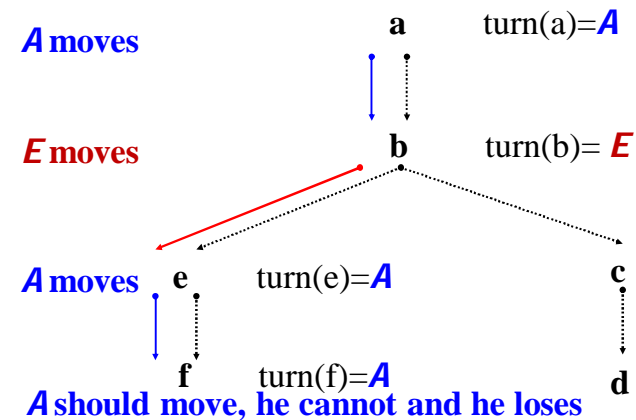 A moves a turn(a)=A
E moves b turn(b)= E
A moves e turn(e)=A c
f turn(f)=A d
A should move, he cannot and he loses